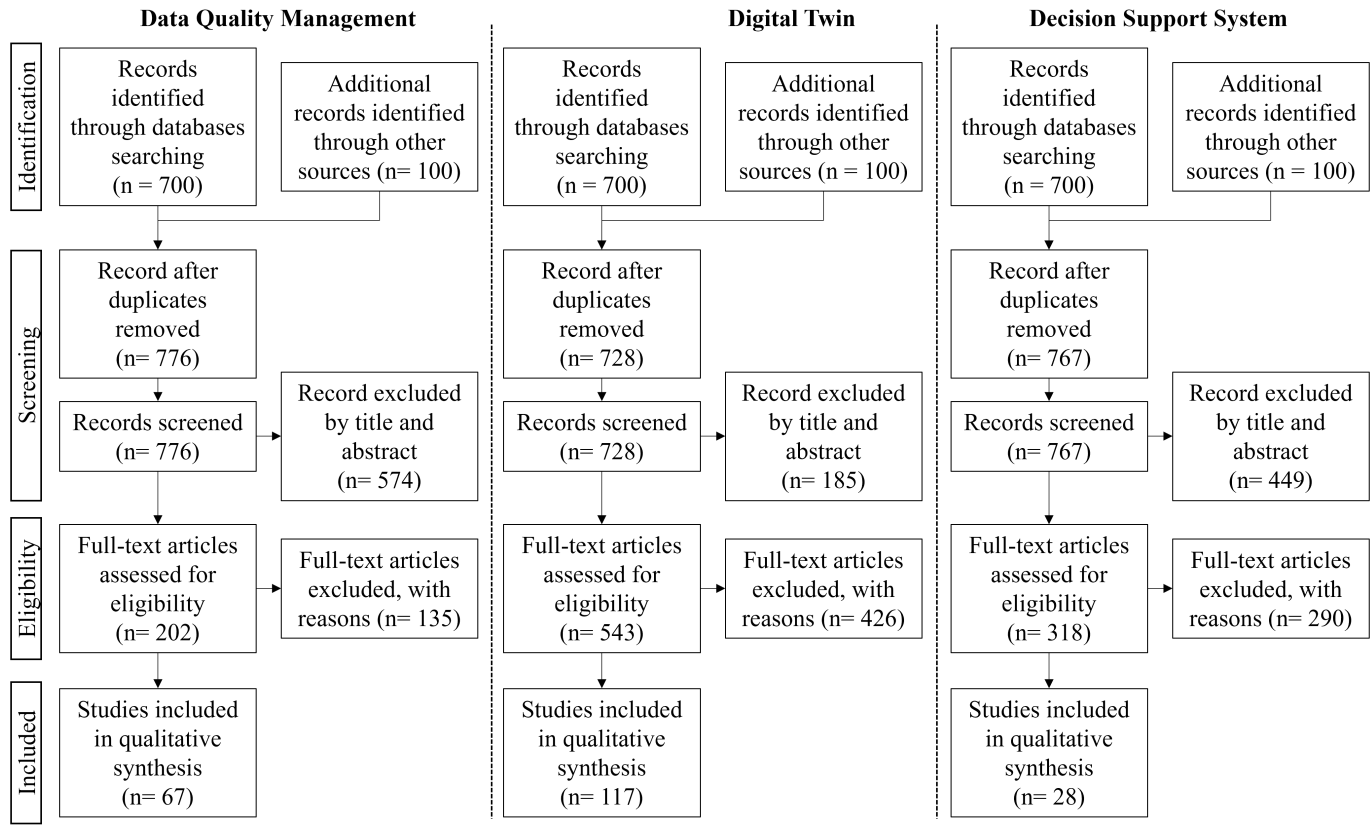 Data Quality Management
Digital Twin
Decision Support System
Identification
Records
identified
through databases
searching
(n = 700)
Additional
records identified
through other
sources (n= 100)
Records
identified
through databases
searching
(n = 700)
Additional
records identified
through other
sources (n = 100)
Records
identified
through databases
searching
(n = 700)
Additional
records identified
through other
sources (n = 100)
Screening
Record after
duplicates
removed
(n= 776)
Records screened
(n= 776)
Record excluded
by title and
abstract
(n= 574)
Record after
duplicates
removed
(n= 728)
Records screened
(n= 728)
Record excluded
by title and
abstract
(n= 185)
Record after
duplicates
removed
(n= 767)
Records screened
(n= 767)
Record excluded
by title and
abstract
(n= 449)
Eligibility
Full-text articles
assessed for
eligibility
(n= 202)
Full-text articles
excluded, with
reasons (n= 135)
Full-text articles
assessed for
eligibility
(n= 543)
Full-text articles
excluded, with
reasons (n= 426)
Full-text articles
assessed for
eligibility
(n= 318)
Full-text articles
excluded, with
reasons (n= 290)
Included
Studies included
in qualitative
synthesis
(n= 67)
Studies included
in qualitative
synthesis
(n= 117)
Studies included
in qualitative
synthesis
(n= 28)